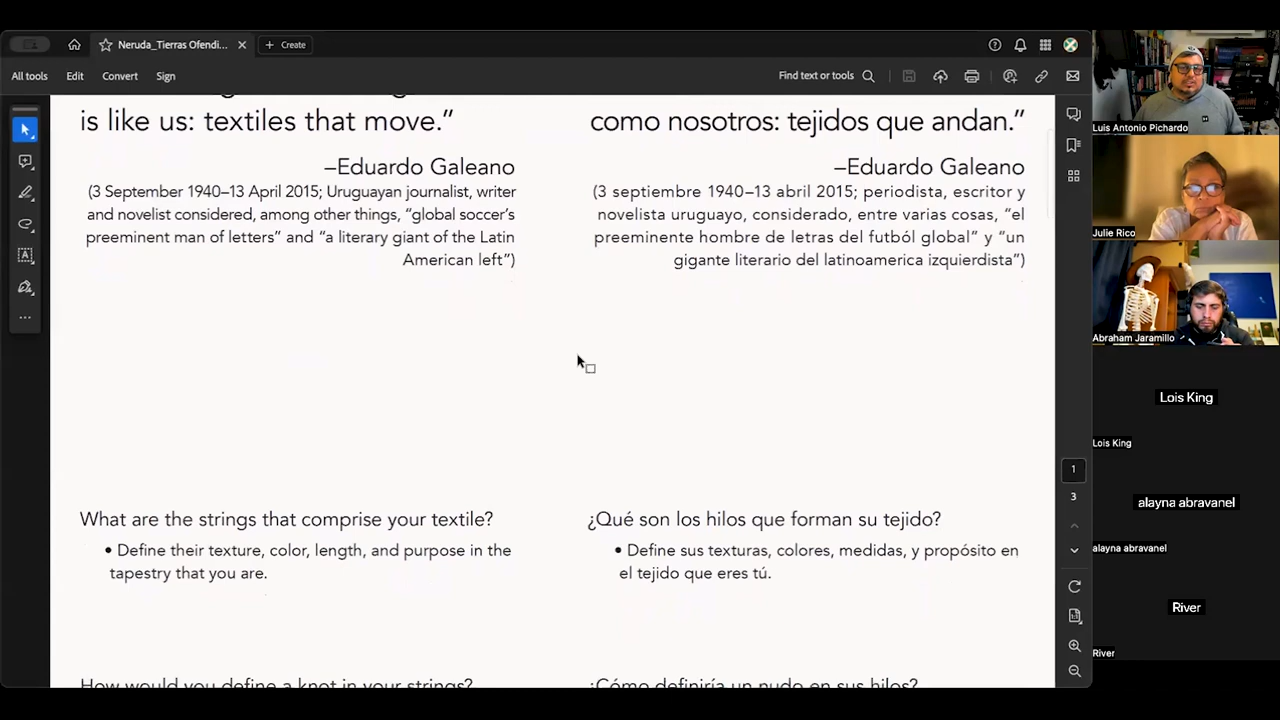 Neruda_Tierras Ofendi...
Create
All tools
Edit
Convert
Sign
Find text or tools
is like us: textiles that move.”
–Eduardo Galeano
(3 September 1940–13 April 2015; Uruguayan journalist, writer
and novelist considered, among other things, “global soccer’s
preeminent man of letters” and “a literary giant of the Latin
American left”)
What are the strings that comprise your textile?
• Define their texture, color, length, and purpose in the
tapestry that you are.
How would you define a knot in your strings?
como nosotros: tejidos que andan.”
–Eduardo Galeano
(3 septiembre 1940–13 abril 2015; periodista, escritor y
novelista uruguayo, considerado, entre varias cosas, “el
preeminente hombre de letras del futból global” y “un
gigante literario del latinoamerica izquierdista”)
¿Qué son los hilos que forman su tejido?
• Define sus texturas, colores, medidas, y propósito en
el tejido que eres tú.
¿Cómo definiría un nudo en sus hilos?
1
3
Luis Antonio Pichardo
Julie Rico
Abraham Jaramillo
Lois King
Lois King
alayna abravanel
alayna abravanel
River
River